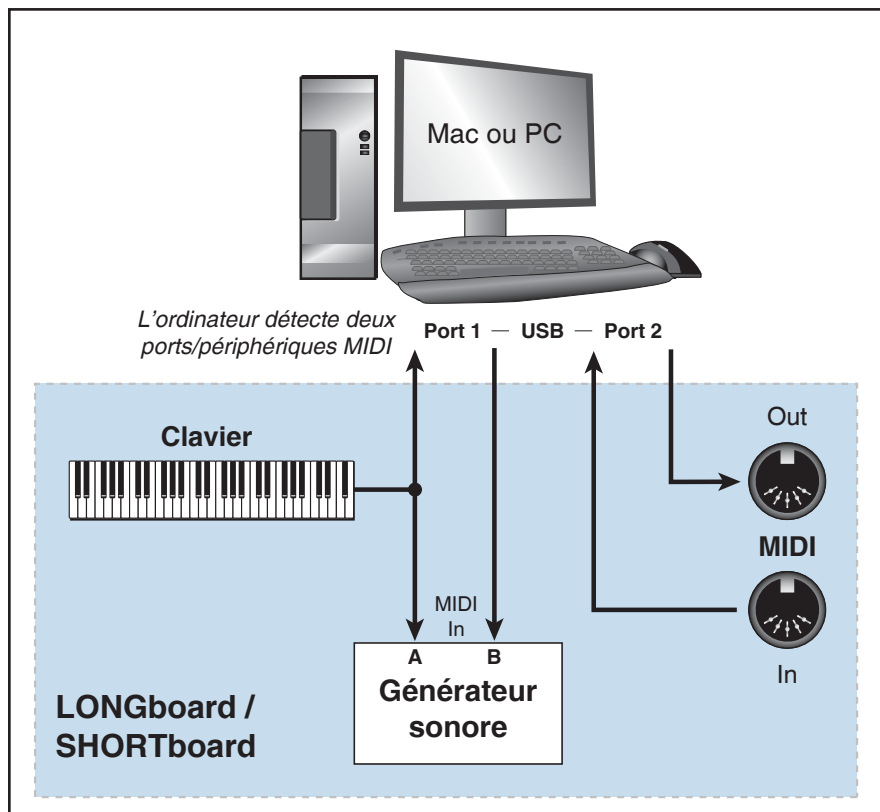 Mac ou PC
L'ordinateur détecte deux
ports/périphériques MIDI
Port 1 — USB — Port 2
Clavier
Out
MIDI
In
MIDI
In
A B
Générateur
sonore
LONGboard /
SHORTboard